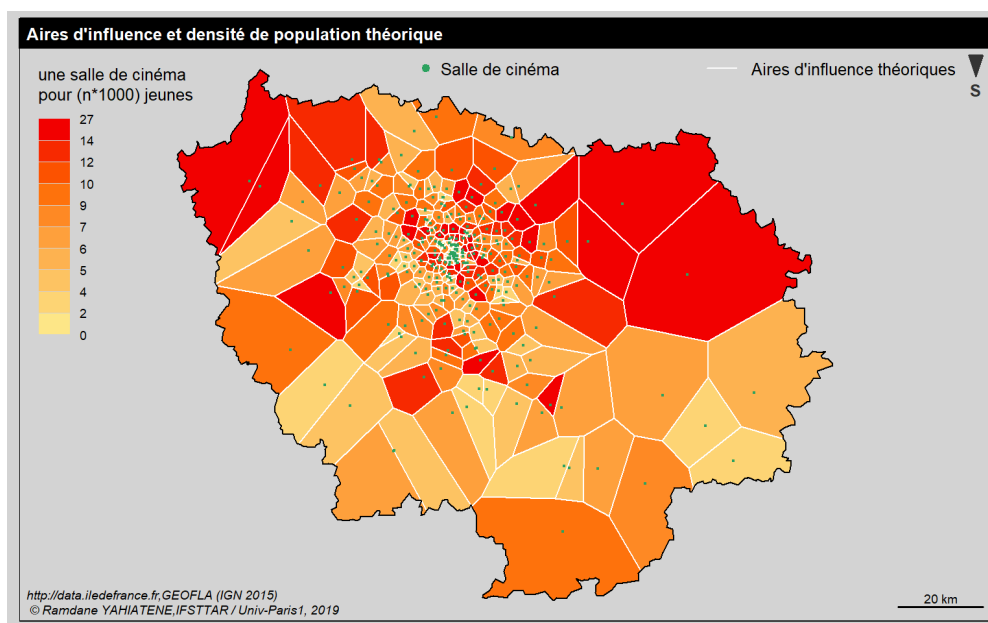 Aires d'influence et densité de population théorique
une salle de cinéma
pour (n*1000) jeunes
Salle de cinéma
Aires d'influence théoriques
S
27
14
12
10
9
7
6
5
4
2
0
http://data.iledefrance.fr,GEOFLA (IGN 2015)
© Ramdane YAHIATENE,IFSTTAR / Univ-Paris1, 2019
20 km